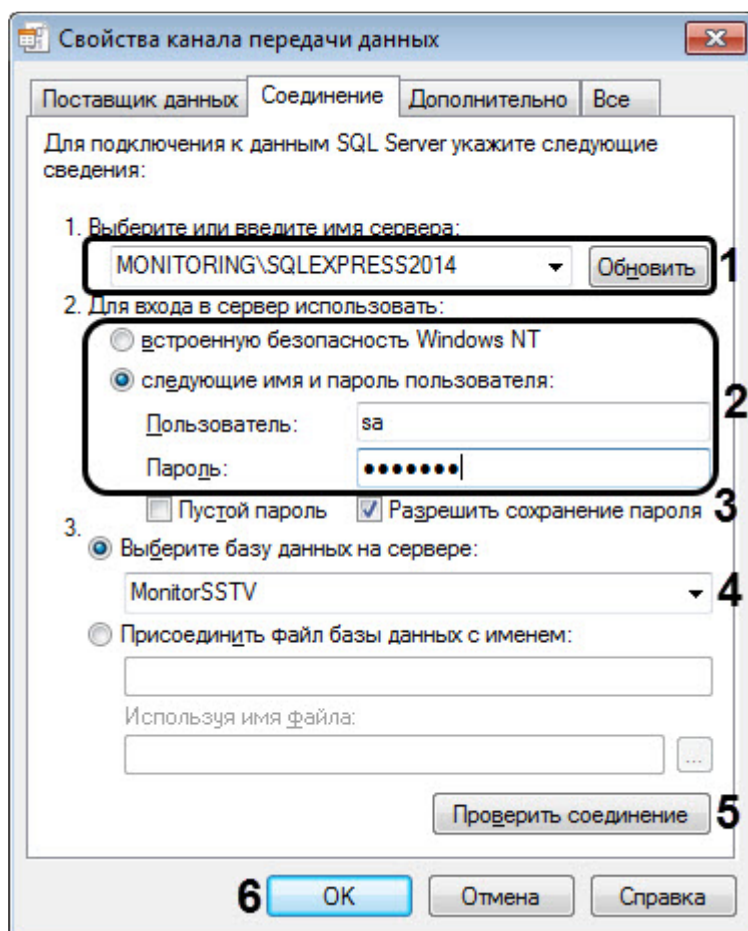 Свойства канала передачи данных
Поставщик данных Соединение Дополнительно Все
Для подключения к данным SQL Server укажите следующие
сведения:
1. Выберите или введите имя сервера:
MONITORING\SQLEXPRESS2014 Обновить 1
2. Для входа в сервер использовать:
встроенную безопасность Windows NT
следующие имя и пароль пользователя:
2
Пользователь: sa
Пароль: •••••••
Пустой пароль Разрешить сохранение пароля 3
3.
Выберите базу данных на сервере:
MonitorSSTV 4
Присоединить файл базы данных с именем:
Используя имя файла:
...
Проверить соединение 5
6 OK Отмена Справка